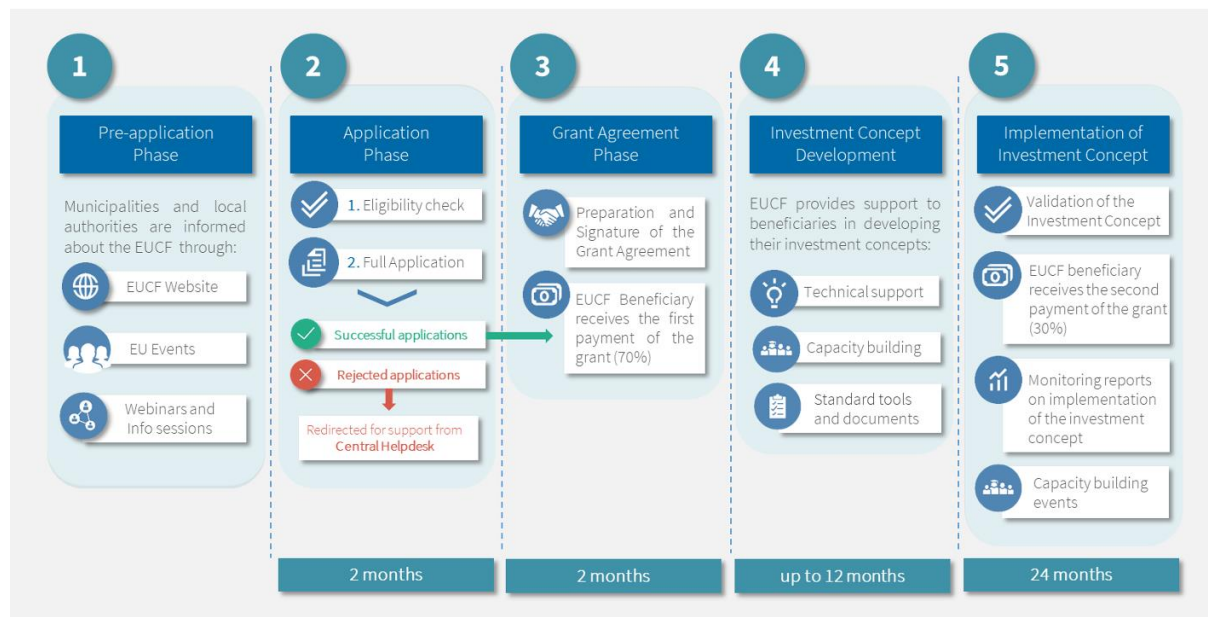 1
Pre-application
Phase
Municipalities and local
authorities are informed
about the EUCF through:
EUCF Website
EU Events
Webinars and
Info sessions
2
Application
Phase
1. Eligibility check
2. Full Application
Successful applications
Rejected applications
Redirected for support from
Central Helpdesk
2 months
3
Grant Agreement
Phase
Preparation and
Signature of the
Grant Agreement
EUCF Beneficiary
receives the first
payment of the
grant (70%)
2 months
4
Investment Concept
Development
EUCF provides support to
beneficiaries in developing
their investment concepts:
Technical support
Capacity building
Standard tools
and documents
up to 12 months
5
Implementation of
Investment Concept
Validation of the
Investment Concept
EUCF beneficiary
receives the second
payment of the grant
(30%)
Monitoring reports
on implementation
of the investment
concept
Capacity building
events
24 months